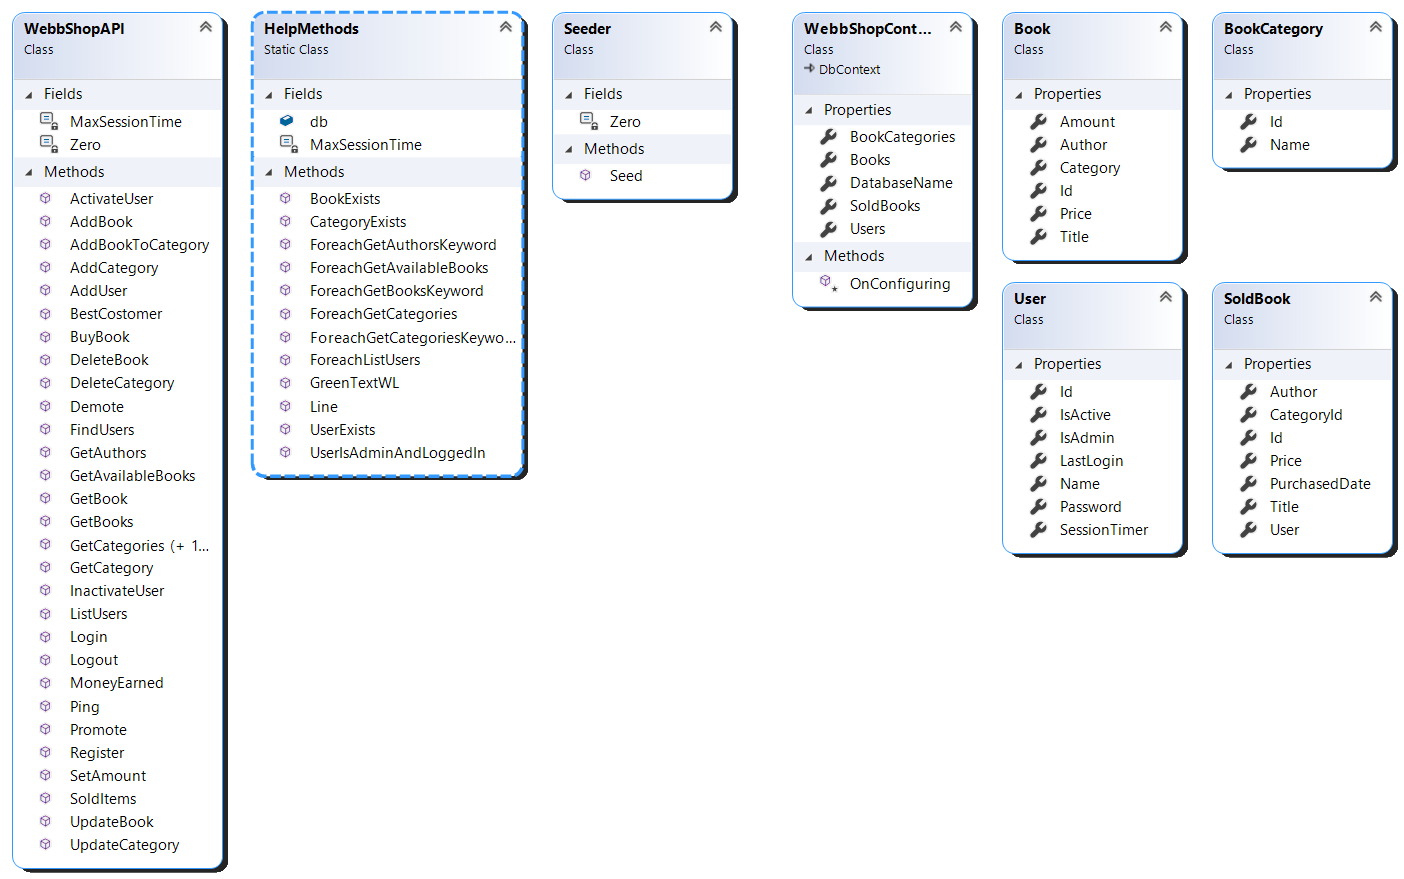 WebbShopAPI
Class
Fields
MaxSessionTime
Zero
Methods
ActivateUser
AddBook
AddBookToCategory
AddCategory
AddUser
BestCostomer
BuyBook
DeleteBook
DeleteCategory
Demote
FindUsers
GetAuthors
GetAvailableBooks
GetBook
GetBooks
GetCategories (+ 1...
GetCategory
InactivateUser
ListUsers
Login
Logout
MoneyEarned
Ping
Promote
Register
SetAmount
SoldItems
UpdateBook
UpdateCategory
HelpMethods
Static Class
Fields
db
MaxSessionTime
Methods
BookExists
CategoryExists
ForeachGetAuthorsKeyword
ForeachGetAvailableBooks
ForeachGetBooksKeyword
ForeachGetCategories
ForeachGetCategoriesKeywo...
ForeachListUsers
GreenTextWL
Line
UserExists
UserIsAdminAndLoggedIn
Seeder
Class
Fields
Zero
Methods
Seed
WebbShopCont...
Class
DbContext
Properties
BookCategories
Books
DatabaseName
SoldBooks
Users
Methods
OnConfiguring
Book
Class
Properties
Amount
Author
Category
Id
Price
Title
BookCategory
Class
Properties
Id
Name
User
Class
Properties
Id
IsActive
IsAdmin
LastLogin
Name
Password
SessionTimer
SoldBook
Class
Properties
Author
CategoryId
Id
Price
PurchasedDate
Title
User